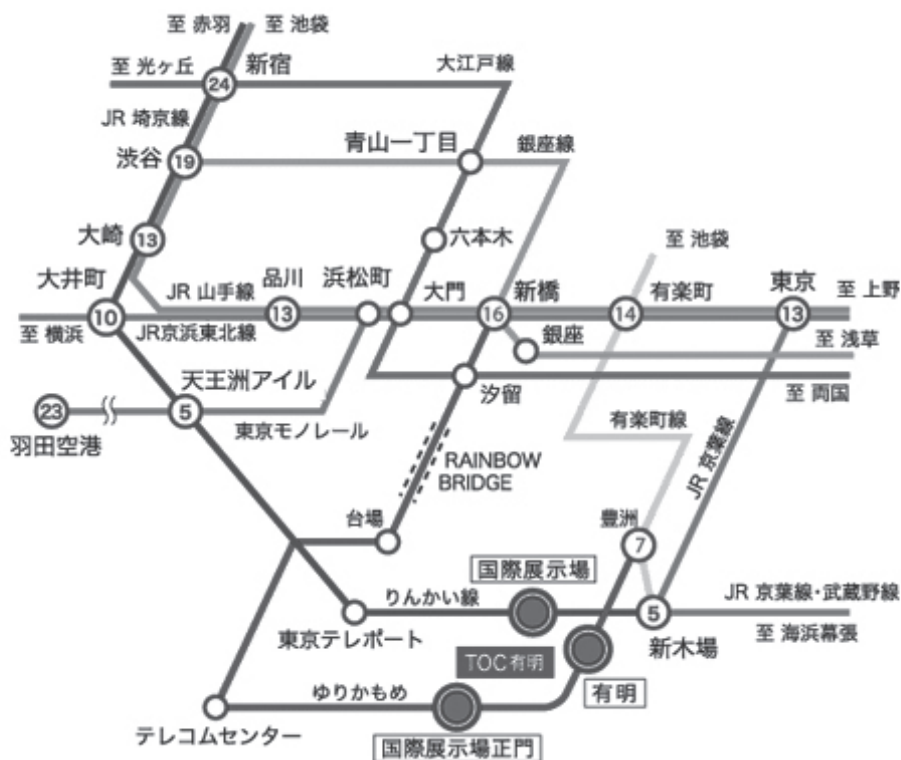 至 赤羽
至 池袋
至 光ヶ丘
新宿
24
大江戸線
JR 埼京線
青山一丁目
銀座線
渋谷
19
大崎
13
六本木
至 池袋
大井町
JR 山手線
品川
浜松町
大門
新橋
有楽町
東京
至 上野
10
13
16
14
13
至 横浜
JR京浜東北線
銀座
至 浅草
天王洲アイル
汐留
至 両国
23
5
羽田空港
東京モノレール
有楽町線
JR 京葉線
RAINBOW
BRIDGE
台場
豊洲
7
国際展示場
りんかい線
JR 京葉線・武蔵野線
5
東京テレポート
新木場
至 海浜幕張
TOC有明
有明
ゆりかもめ
テレコムセンター
国際展示場正門